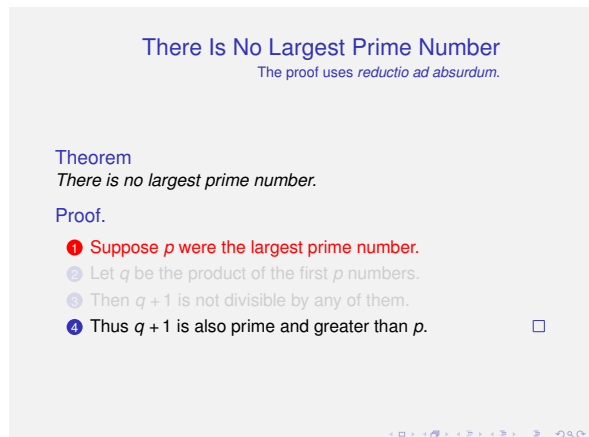 There Is No Largest Prime Number
The proof uses reductio ad absurdum.
Theorem
There is no largest prime number.
Proof.
1 Suppose p were the largest prime number.
2 Let q be the product of the first p numbers.
3 Then q + 1 is not divisible by any of them.
4 Thus q + 1 is also prime and greater than p.